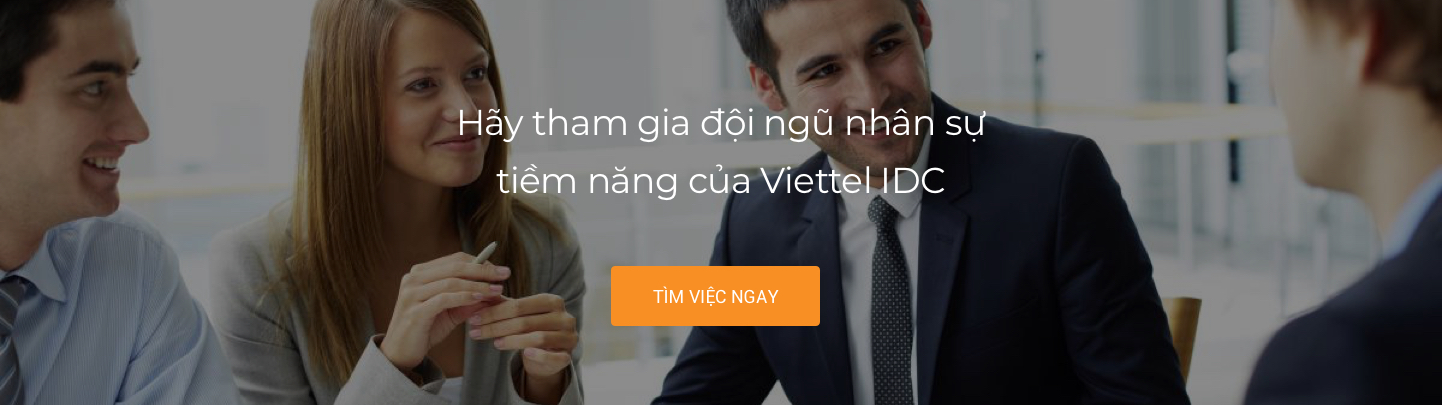 Hãy tham gia đội ngũ nhân sự
tiềm năng của Viettel IDC
TÌM VIỆC NGAY